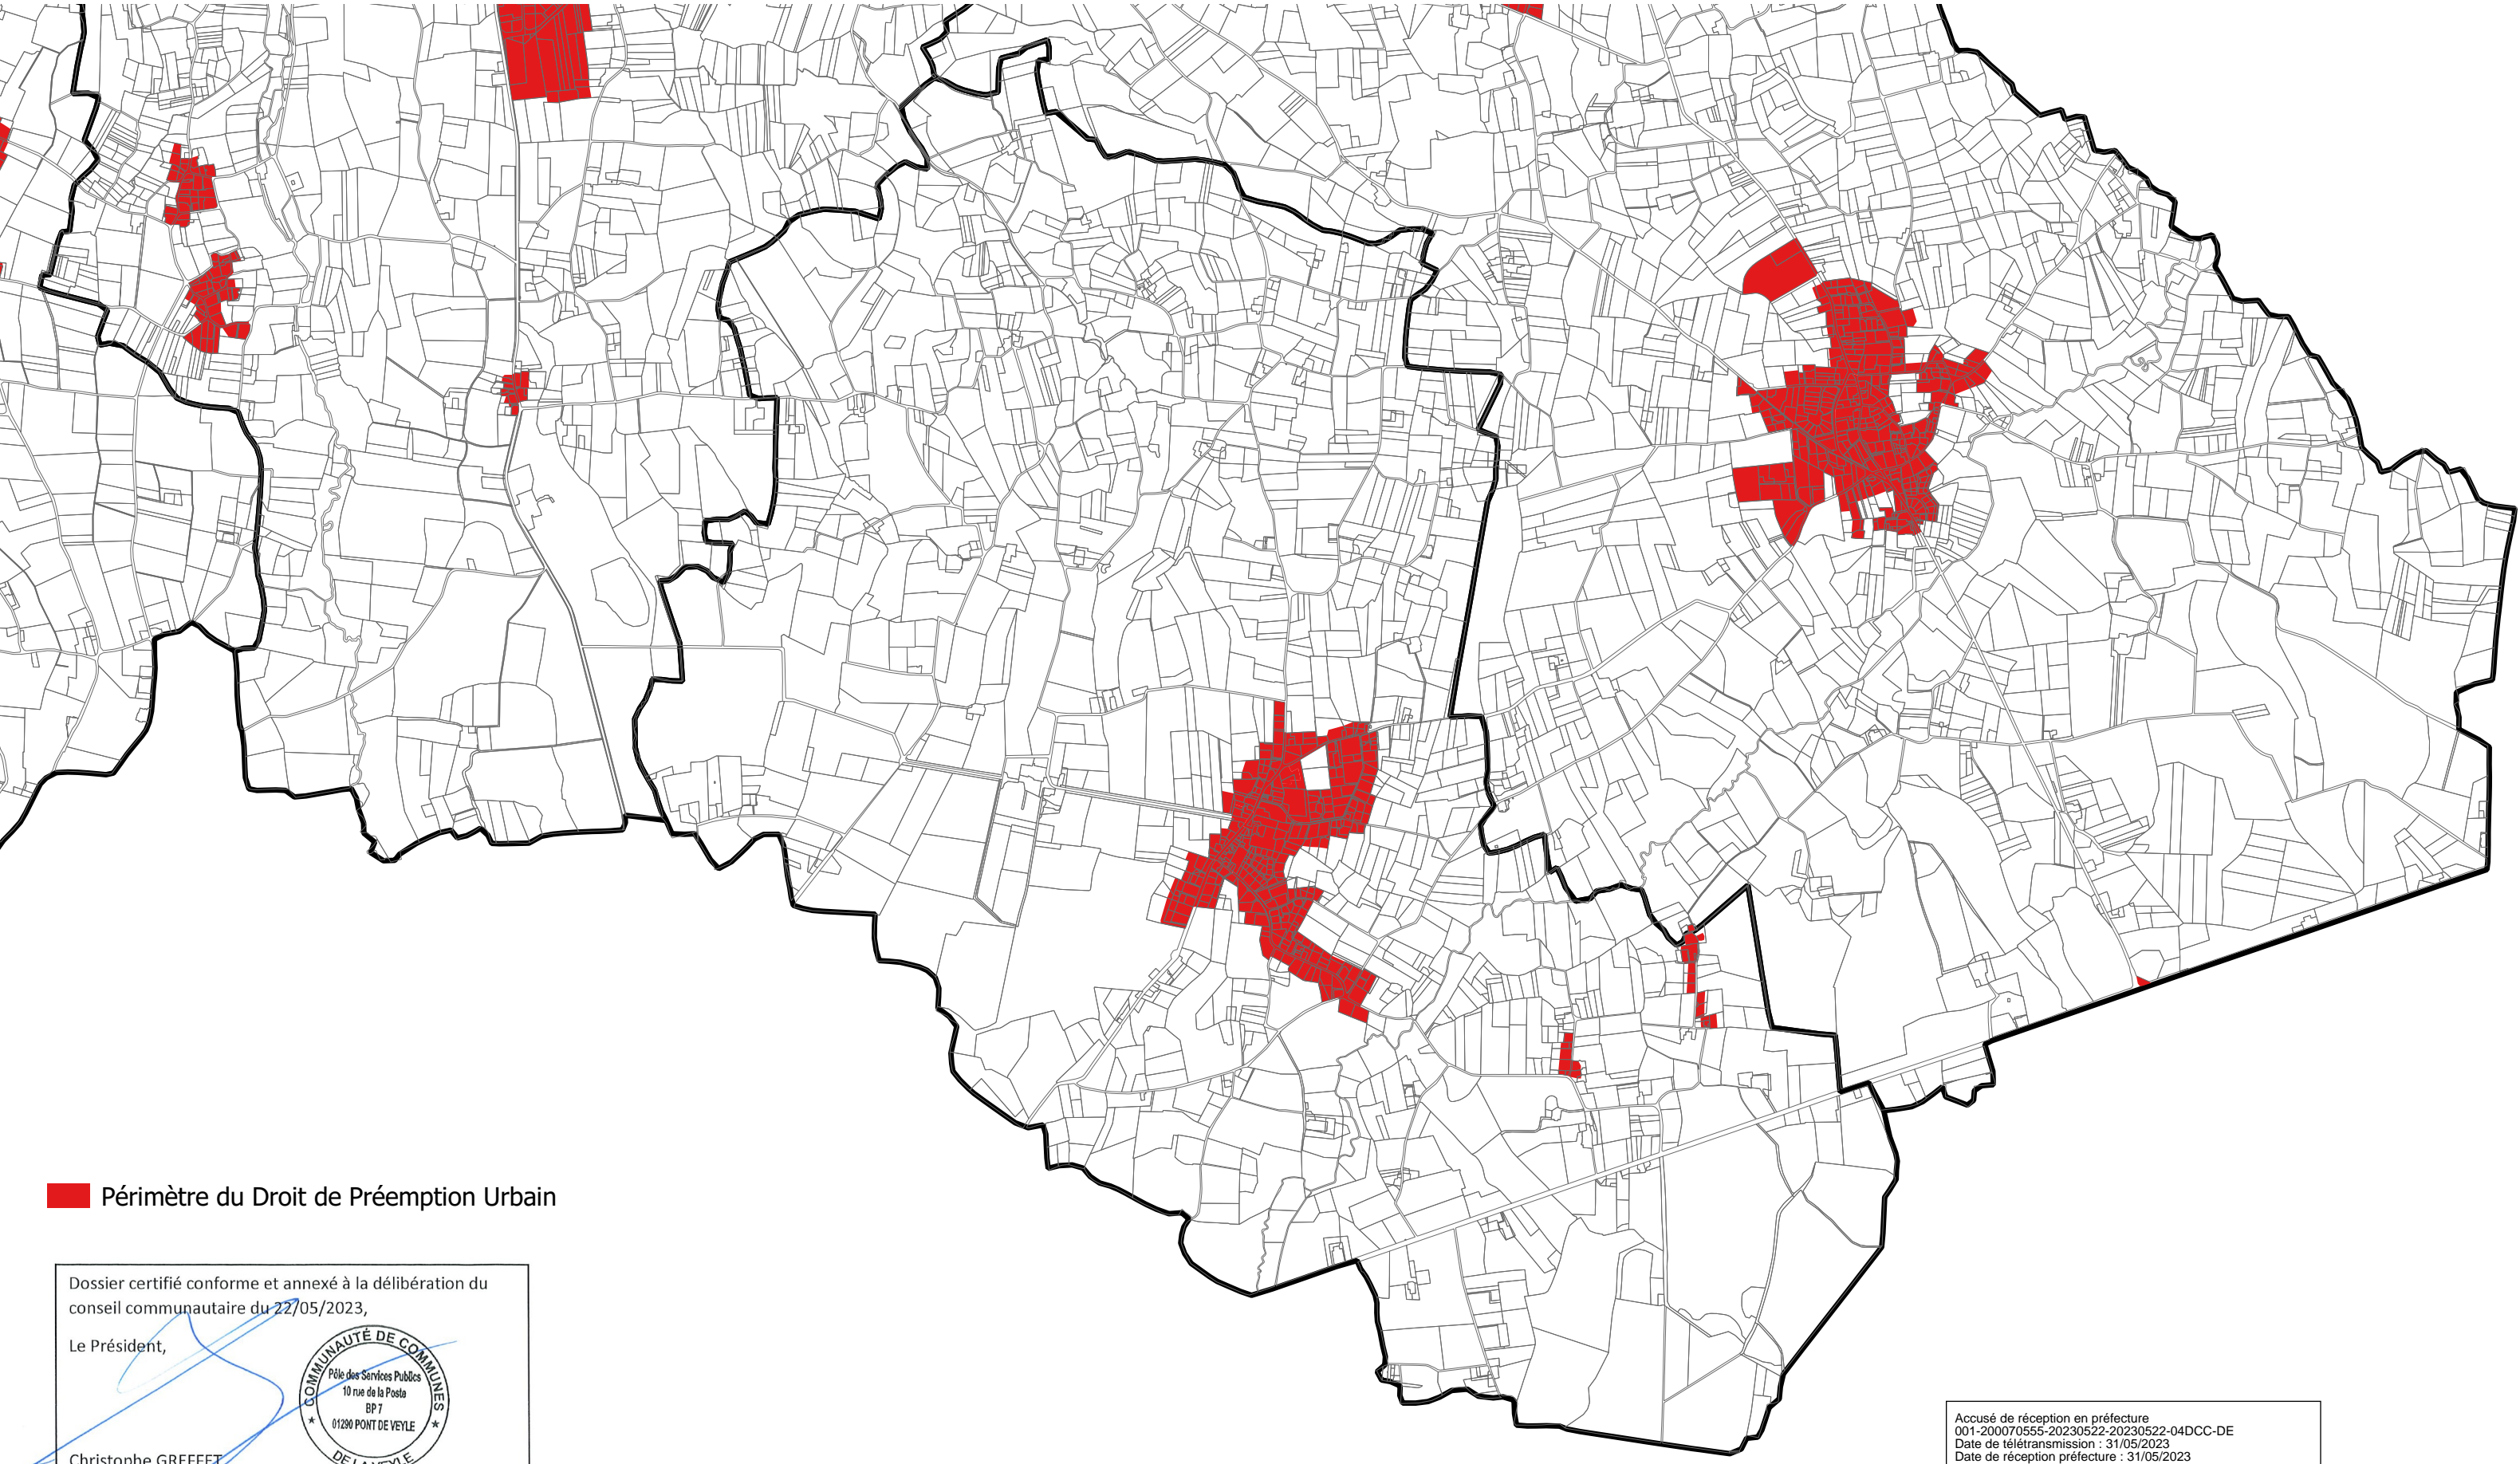 Périmètre du Droit de Préemption Urbain
Dossier certifié conforme et annexé à la délibération du
conseil communautaire du 22/05/2023,
Le Président,
COMMUNAUTÉ DE COMMUNES
Pôle des Services Publics
10 rue de la Poste
BP 7
01290 PONT DE VEYLE
DE LA VEYLE
Christophe GREFFET
Accusé de réception en préfecture
001-200070555-20230522-20230522-04DCC-DE
Date de télétransmission : 31/05/2023
Date de réception préfecture : 31/05/2023